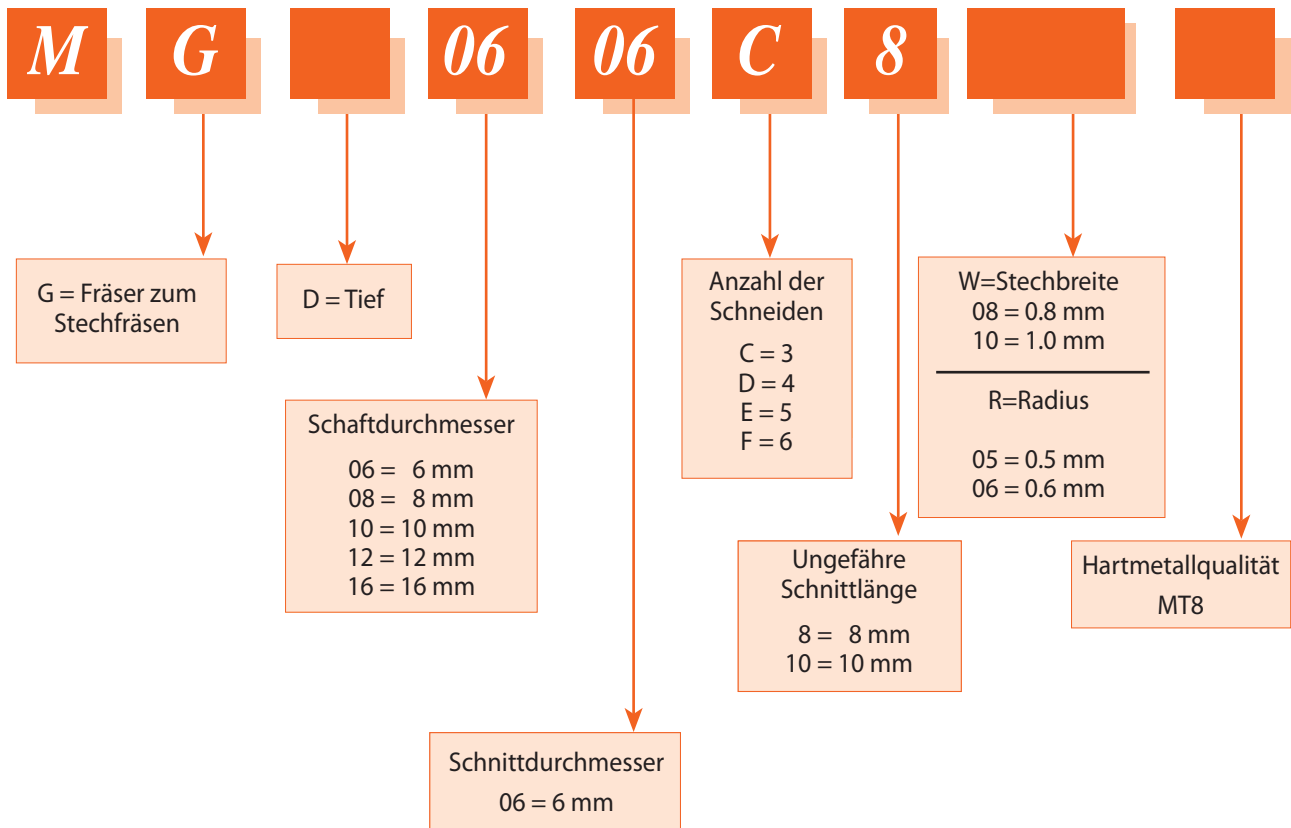 M G 06 06 C 8
G = Fräser zum
Stechfräsen
D = Tief
Schaftdurchmesser
06 = 6 mm
08 = 8 mm
10 = 10 mm
12 = 12 mm
16 = 16 mm
Schnittdurchmesser
06 = 6 mm
Anzahl der
Schneiden
C = 3
D = 4
E = 5
F = 6
Ungefähre
Schnittlänge
8 = 8 mm
10 = 10 mm
W=Stechbreite
08 = 0.8 mm
10 = 1.0 mm
R=Radius
05 = 0.5 mm
06 = 0.6 mm
Hartmetallqualität
MT8